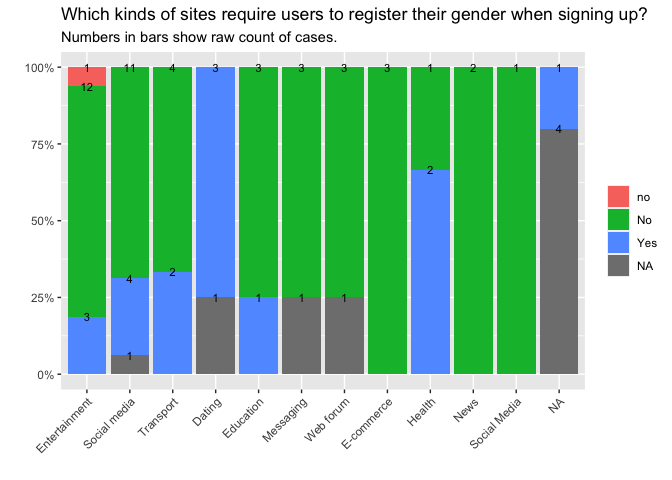 Which kinds of sites require users to register their gender when signing up?
Numbers in bars show raw count of cases.
100%
75%
50%
25%
0%
1
12
3
11
4
1
4
2
3
1
3
1
3
1
3
1
3
1
2
2
1
1
4
Entertainment
Social media
Transport
Dating
Education
Messaging
Web forum
E-commerce
Health
News
Social Media
NA
no
No
Yes
NA